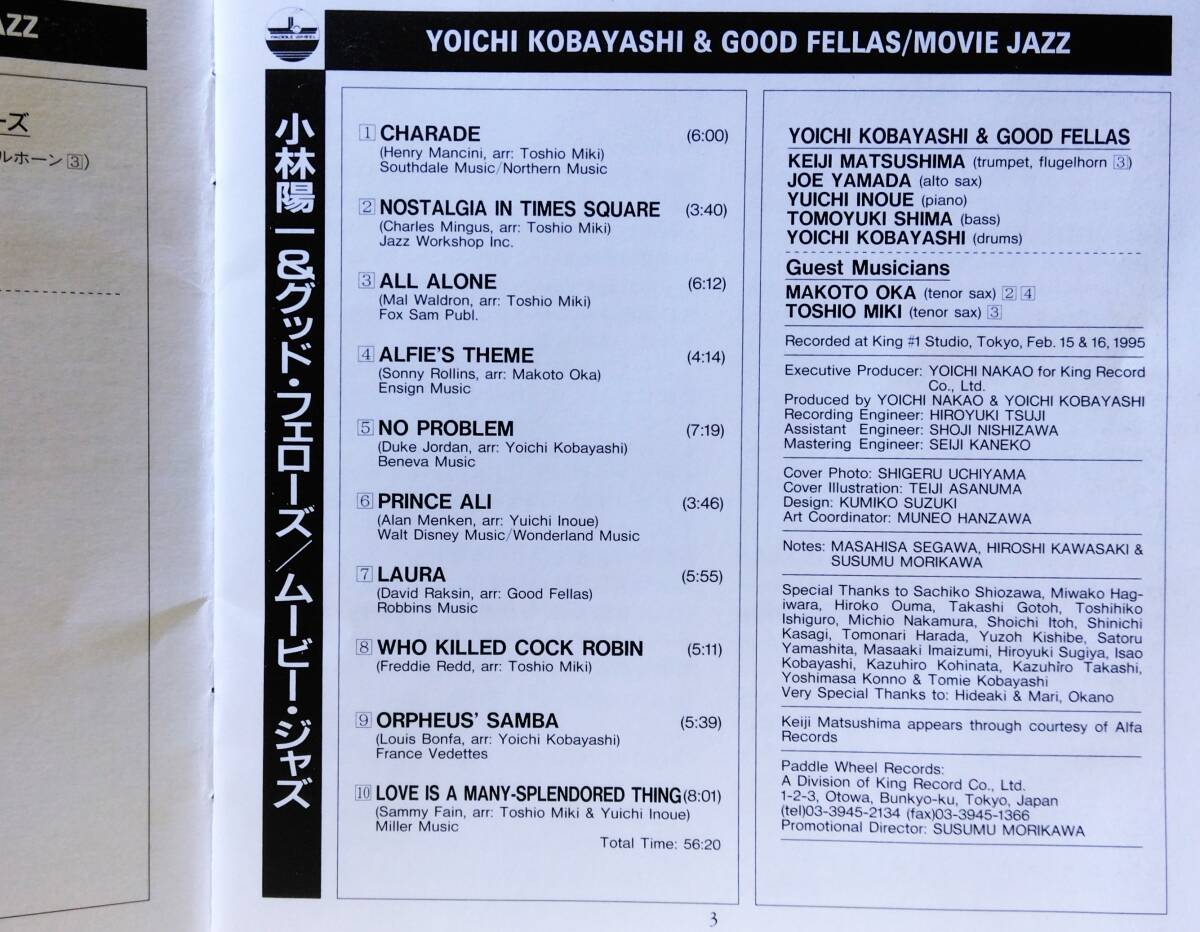 AZZ
ーズ
ルホーン3)
PADDLE WHEEL
YOICHI KOBAYASHI & GOOD FELLAS/MOVIE JAZZ
小林陽一&グッド・フェローズ/ムービー・ジャズ
1 CHARADE (6:00)
(Henry Mancini, arr: Toshio Miki)
Southdale Music/Northern Music
2 NOSTALGIA IN TIMES SQUARE (3:40)
(Charles Mingus, arr: Toshio Miki)
Jazz Workshop Inc.
3 ALL ALONE (6:12)
(Mal Waldron, arr: Toshio Miki)
Fox Sam Publ.
4 ALFIE'S THEME (4:14)
(Sonny Rollins, arr: Makoto Oka)
Ensign Music
5 NO PROBLEM (7:19)
(Duke Jordan, arr: Yoichi Kobayashi)
Beneva Music
6 PRINCE ALI (3:46)
(Alan Menken, arr: Yuichi Inoue)
Walt Disney Music/Wonderland Music
7 LAURA (5:55)
(David Raksin, arr: Good Fellas)
Robbins Music
8 WHO KILLED COCK ROBIN (5:11)
(Freddie Redd, arr: Toshio Miki)
9 ORPHEUS' SAMBA (5:39)
(Louis Bonfa, arr: Yoichi Kobayashi)
France Vedettes
10 LOVE IS A MANY-SPLENDORED THING (8:01)
(Sammy Fain, arr: Toshio Miki & Yuichi Inoue)
Miller Music
Total Time: 56:20
YOICHI KOBAYASHI & GOOD FELLAS
KEIJI MATSUSHIMA (trumpet, flugelhorn 3)
JOE YAMADA (alto sax)
YUICHI INOUE (piano)
TOMOYUKI SHIMA (bass)
YOICHI KOBAYASHI (drums)
Guest Musicians
MAKOTO OKA (tenor sax) 2 4
TOSHIO MIKI (tenor sax) 3
Recorded at King #1 Studio, Tokyo, Feb. 15 & 16, 1995
Executive Producer: YOICHI NAKAO for King Record
Co., Ltd.
Produced by YOICHI NAKAO & YOICHI KOBAYASHI
Recording Engineer: HIROYUKI TSUJI
Assistant Engineer: SHOJI NISHIZAWA
Mastering Engineer: SEIJI KANEKO
Cover Photo: SHIGERU UCHIYAMA
Cover Illustration: TEIJI ASANUMA
Design: KUMIKO SUZUKI
Art Coordinator: MUNEO HANZAWA
Notes: MASAHISA SEGAWA, HIROSHI KAWASAKI &
SUSUMU MORIKAWA
Special Thanks to Sachiko Shiozawa, Miwako Hag-
iwara, Hiroko Ouma, Takashi Gotoh, Toshihiko
Ishiguro, Michio Nakamura, Shoichi Itoh, Shinichi
Kasagi, Tomonari Harada, Yuzoh Kishibe, Satoru
Yamashita, Masaaki Imaizumi, Hiroyuki Sugiya, Isao
Kobayashi, Kazuhiro Kohinata, Kazuhiro Takashi,
Yoshimasa Konno & Tomie Kobayashi
Very Special Thanks to: Hideaki & Mari, Okano
Keiji Matsushima appears through courtesy of Alfa
Records
Paddle Wheel Records:
A Division of King Record Co., Ltd.
1-2-3, Otowa, Bunkyo-ku, Tokyo, Japan
(tel)03-3945-2134 (fax)03-3945-1366
Promotional Director: SUSUMU MORIKAWA
3